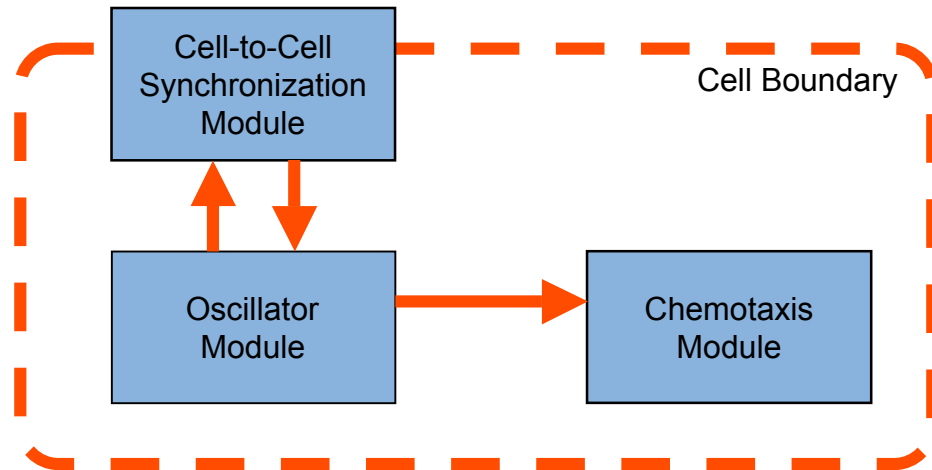 Cell-to-Cell
Synchronization
Module
Cell Boundary
Oscillator
Module
Chemotaxis
Module